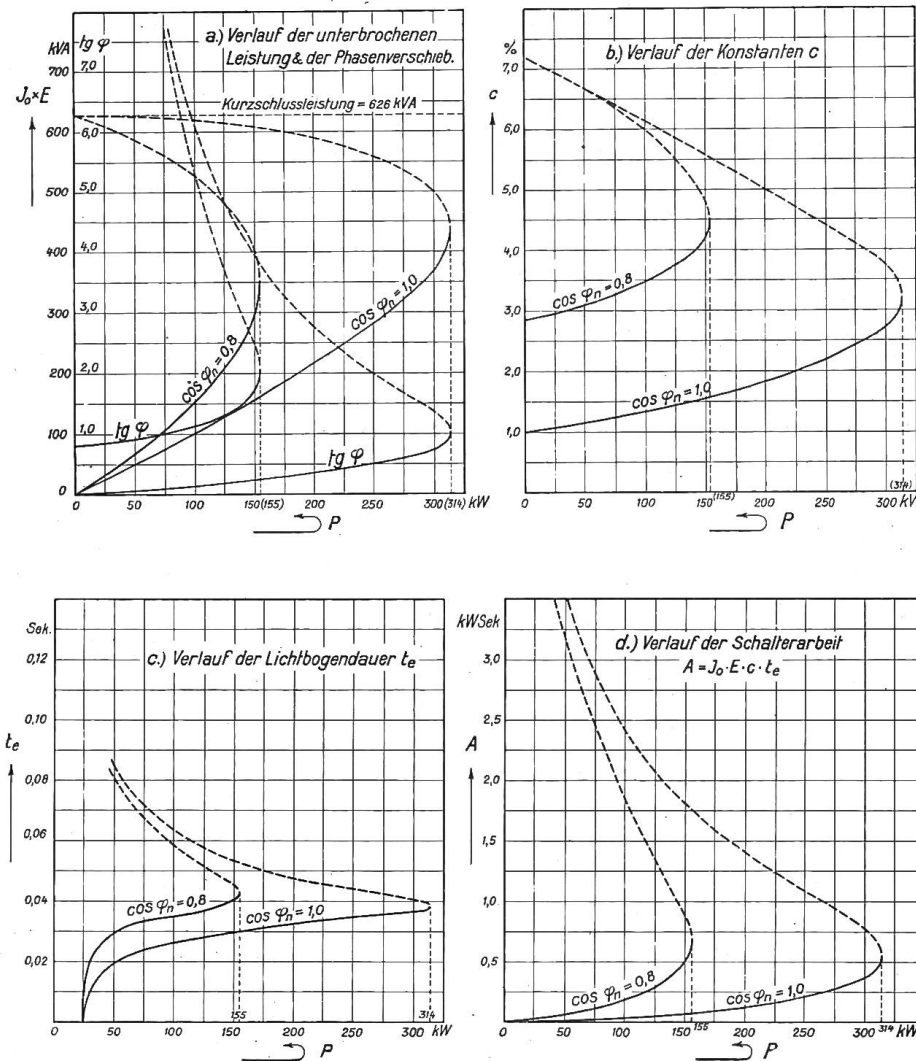 a.) Verlauf der unterbrochenen
Leistung & der Phasenverschieb.
kVA tg φ
J₀×E
Kurzschlussleistung = 626 kVA
700 7,0
600 6,0
500 5,0
400 4,0
300 3,0
200 2,0
100 1,0
0
cos φn = 0,8
cos φn = 1,0
tg φ
tg φ
0 50 100 150 (155) 200 250 300 (314) kW
P
b.) Verlauf der Konstanten c
%
c
7,0
6,0
5,0
4,0
3,0
2,0
1,0
cos φn = 0,8
cos φn = 1,0
0 50 100 150 (155) 200 250 300 kW
(314)
P
c.) Verlauf der Lichtbogendauer te
Sek.
te
0,12
0,10
0,08
0,06
0,04
0,02
cos φn = 0,8
cos φn = 1,0
50 100 150 155 200 250 300 314 kW
P
d.) Verlauf der Schalterarbeit
A = J₀·E·c·te
kWSek
A
3,0
2,5
2,0
1,5
1,0
0,5
cos φn = 0,8
cos φn = 1,0
0 50 100 150 155 200 250 300 314 kW
P